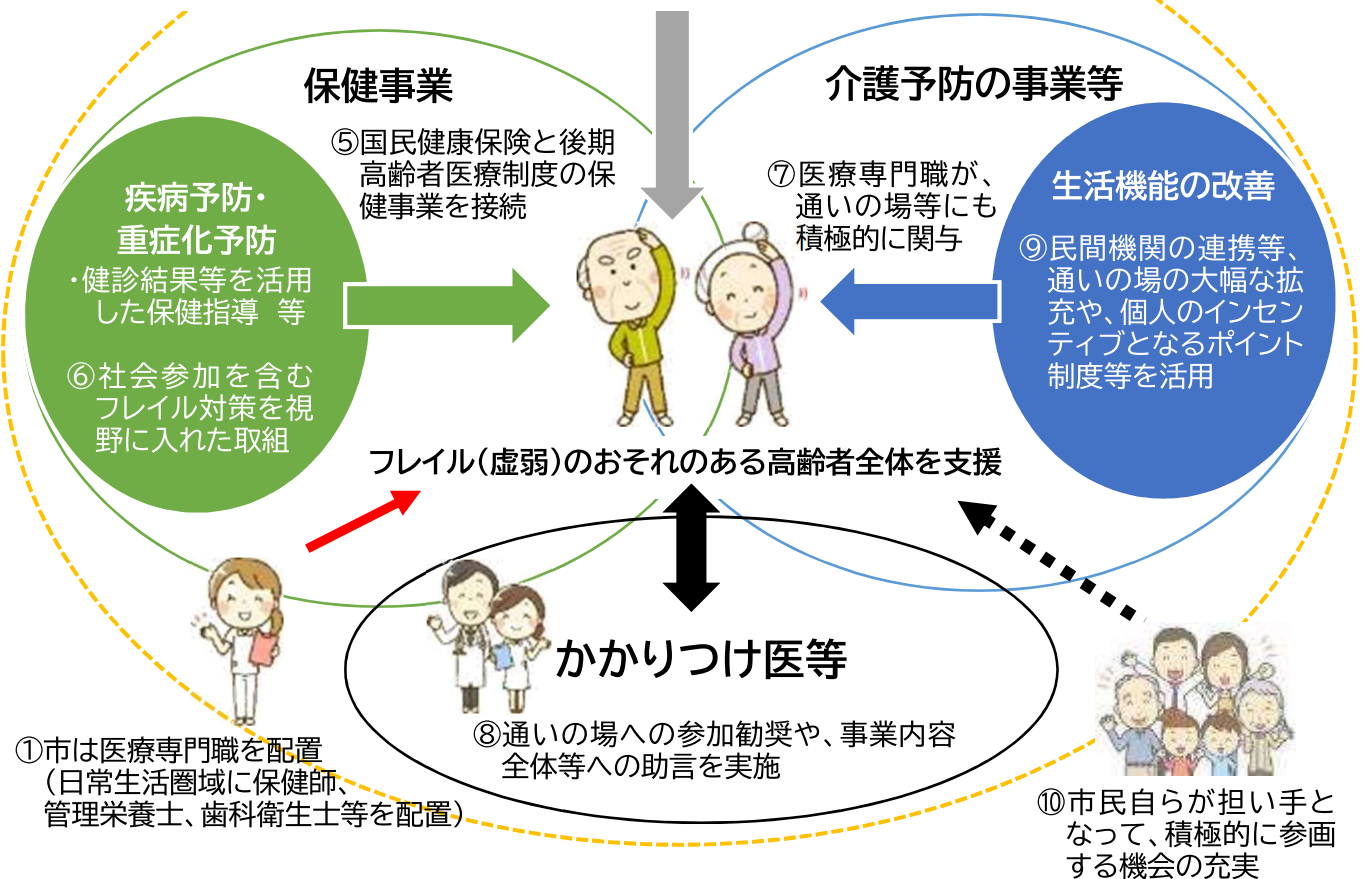 保健事業
介護予防の事業等
⑤国民健康保険と後期
高齢者医療制度の保
健事業を接続
⑦医療専門職が、
通いの場等にも
積極的に関与
疾病予防・
重症化予防
・健診結果等を活用
した保健指導　等
⑥社会参加を含む
フレイル対策を視
野に入れた取組
生活機能の改善
⑨民間機関の連携等、
通いの場の大幅な拡
充や、個人のインセン
ティブとなるポイント
制度等を活用
フレイル(虚弱)のおそれのある高齢者全体を支援
かかりつけ医等
⑧通いの場への参加勧奨や、事業内容
全体等への助言を実施
①市は医療専門職を配置
（日常生活圏域に保健師、
管理栄養士、歯科衛生士等を配置）
⑩市民自らが担い手と
なって、積極的に参画
する機会の充実